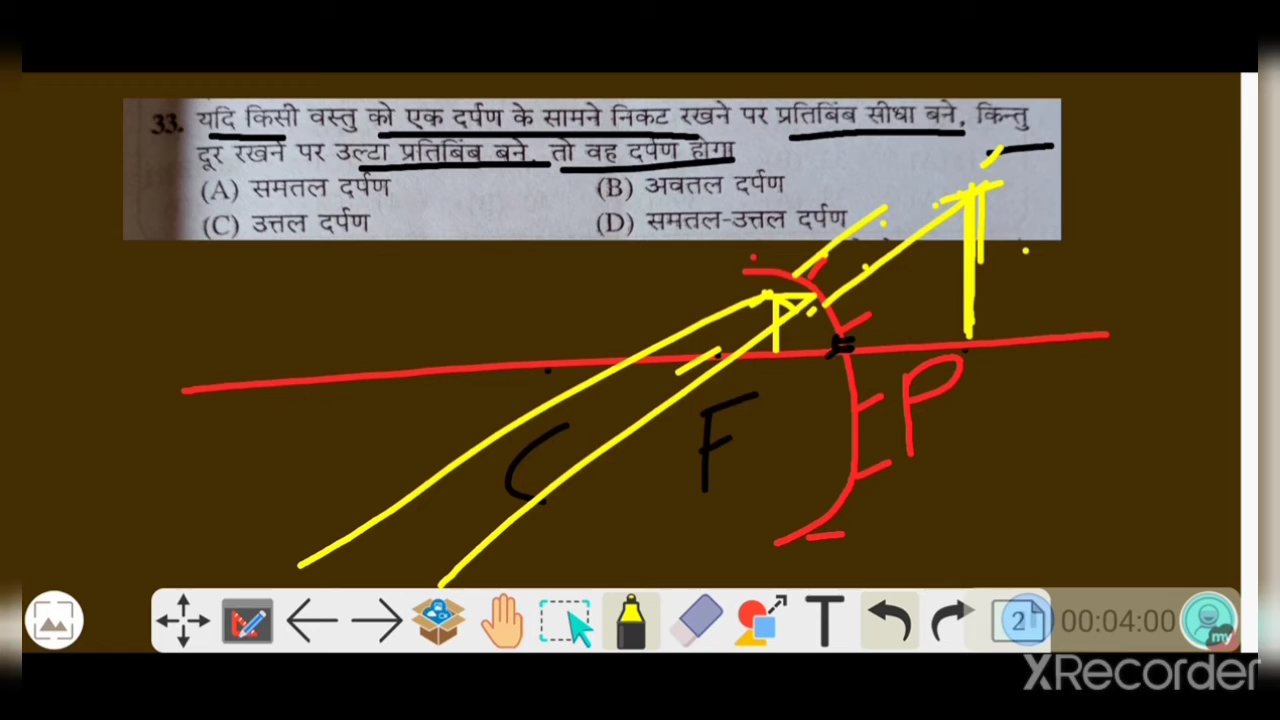 33. यदि किसी वस्तु को एक दर्पण के सामने निकट रखने पर प्रतिबिंब सीधा बने, किन्तु
दूर रखने पर उल्टा प्रतिबिंब बने, तो वह दर्पण होगा
(A) समतल दर्पण (B) अवतल दर्पण
(C) उत्तल दर्पण (D) समतल-उत्तल दर्पण
C F P
T 2 00:04:00 my
XRecorder